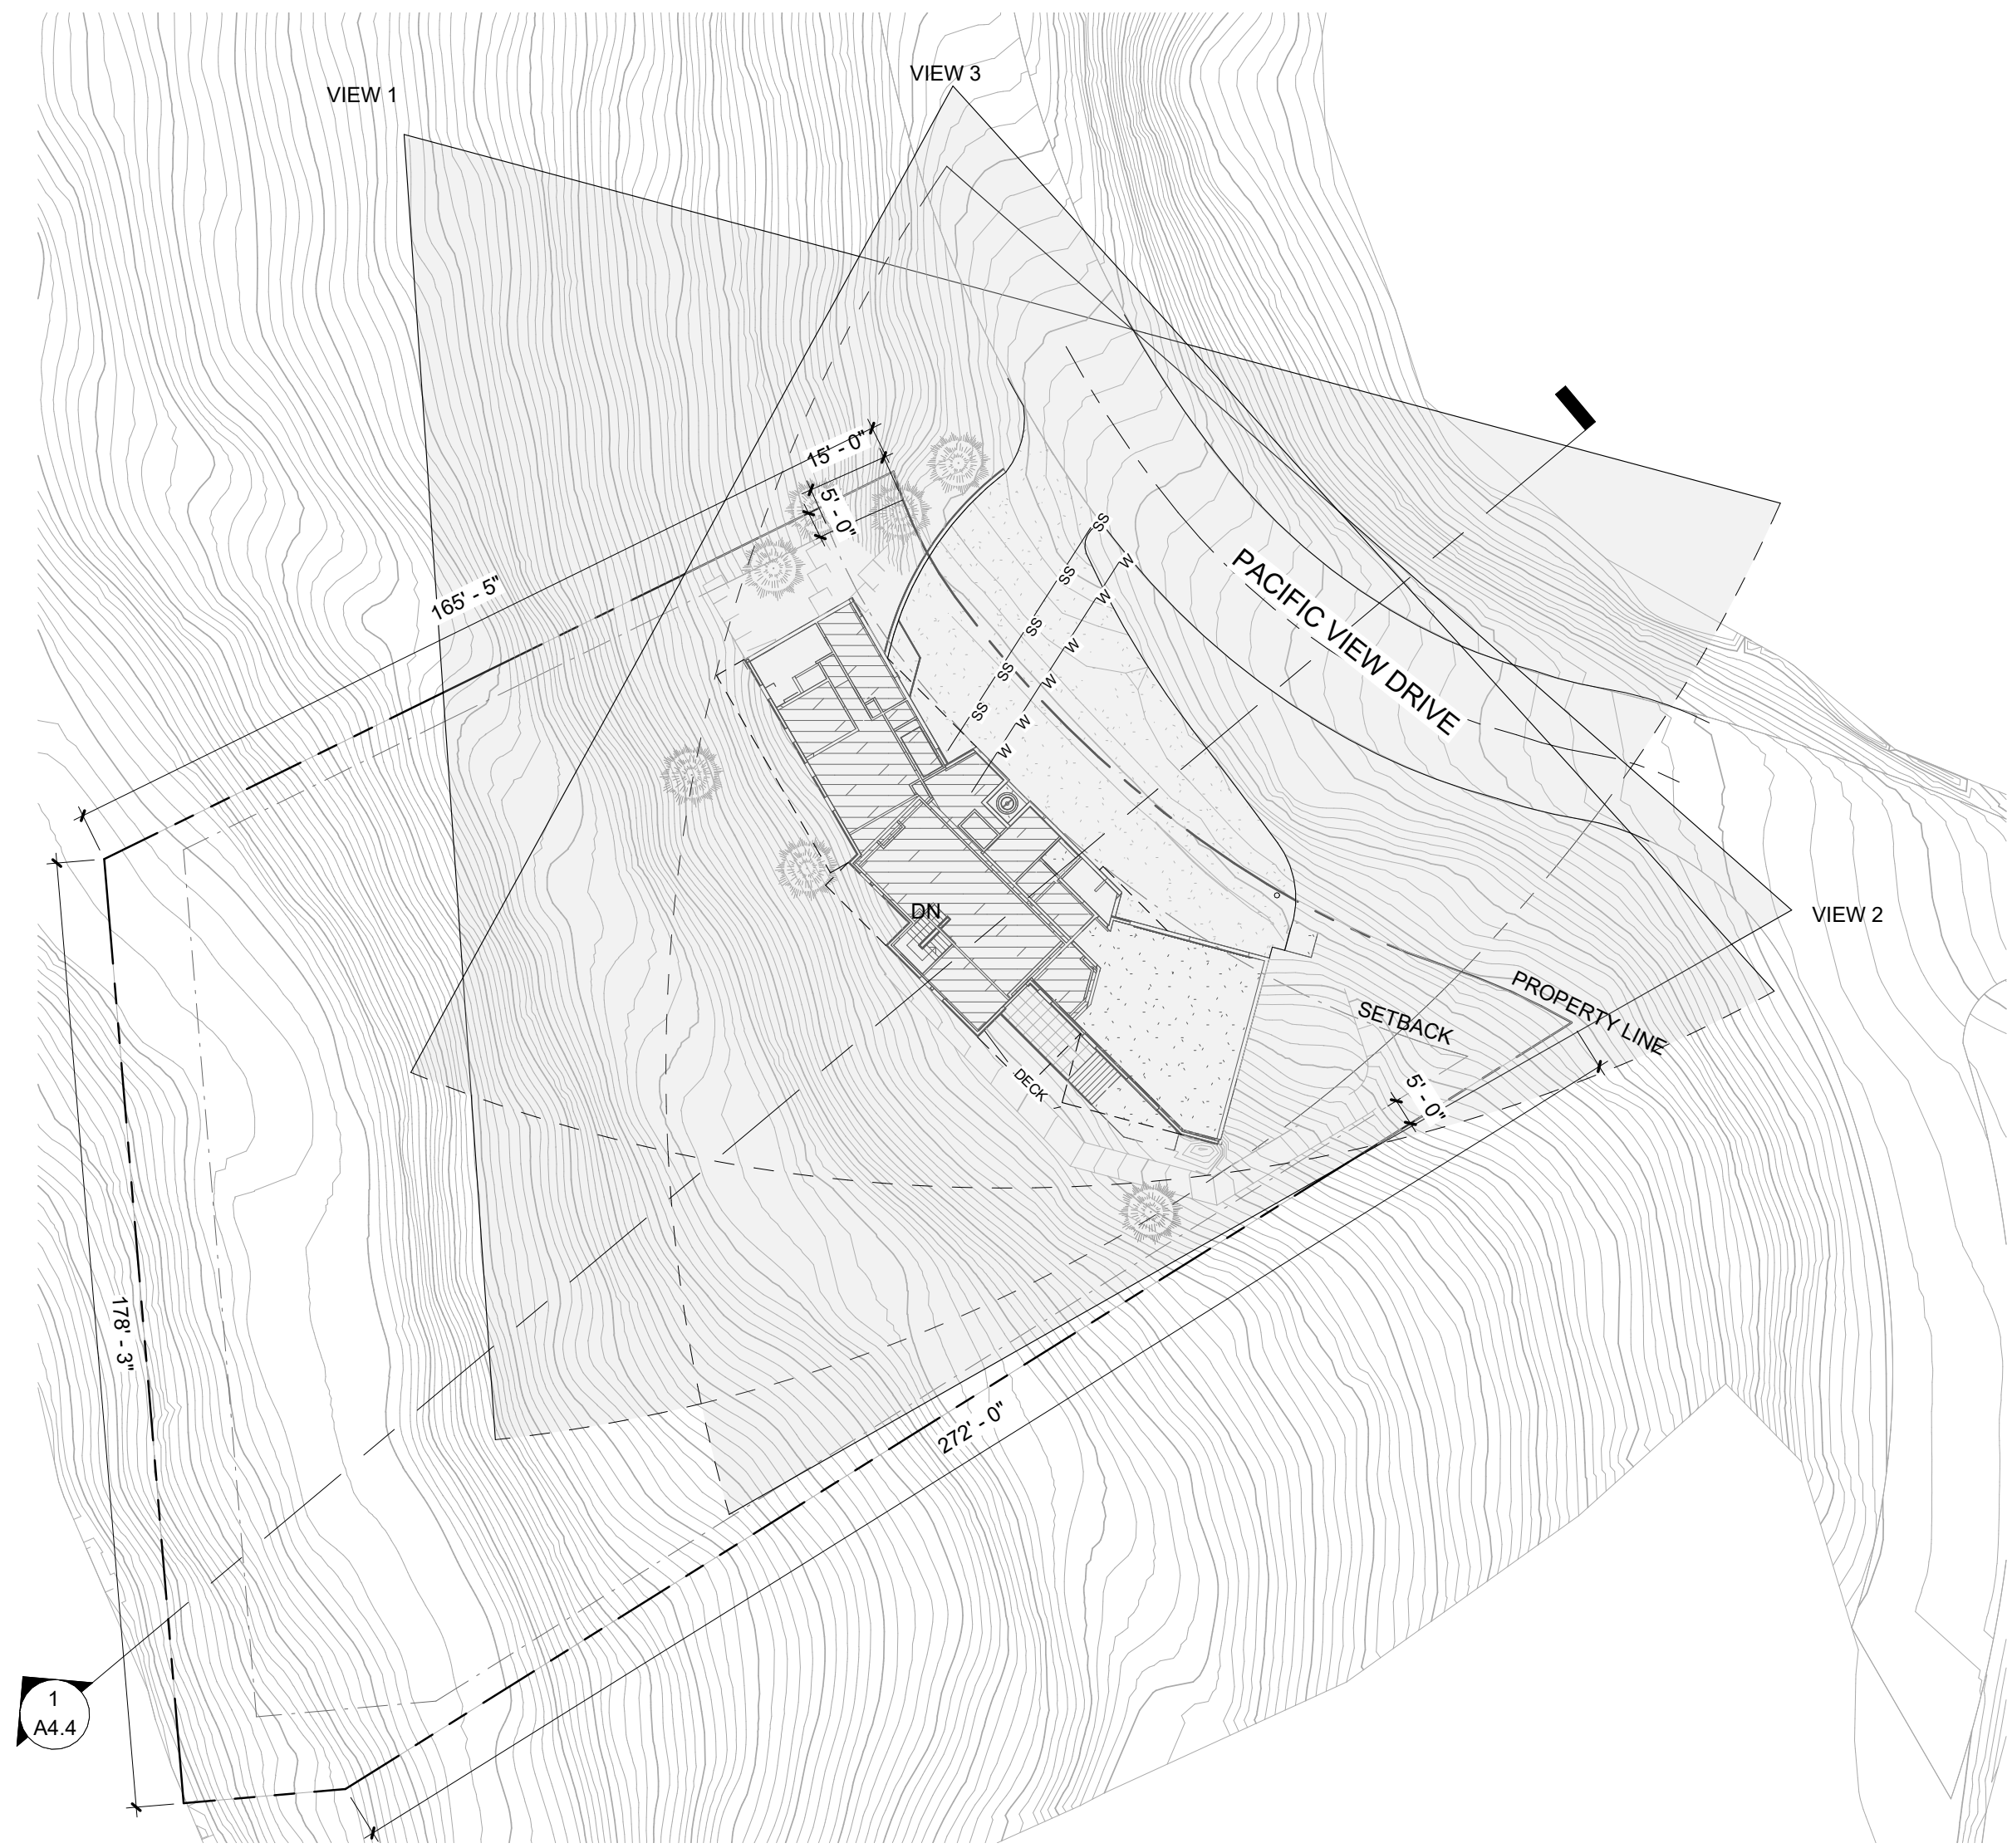 VIEW 3
VIEW 1
15' - 0"
5' - 0"
SS
W
SS
W
PACIFIC VIEW DRIVE
165' - 5"
SS
W
SS
W
SS
W
W
DN
VIEW 2
PROPERTY LINE
SETBACK
DECK
5' - 0"
178' - 3"
272' - 0"
1
A4.4